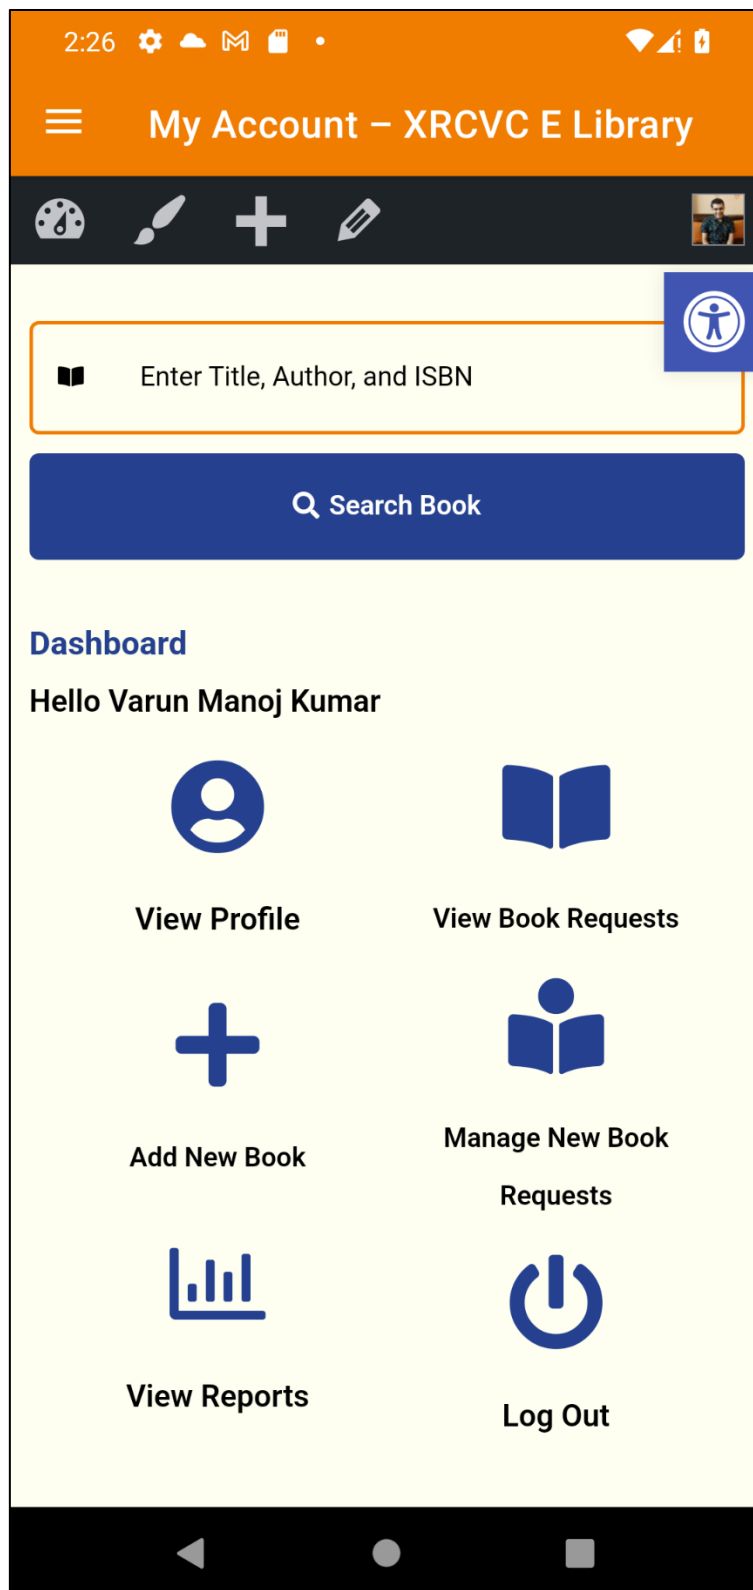 2:26
My Account – XRCVC E Library
Enter Title, Author, and ISBN
Search Book
Dashboard
Hello Varun Manoj Kumar
View Profile
View Book Requests
Add New Book
Manage New Book
Requests
View Reports
Log Out